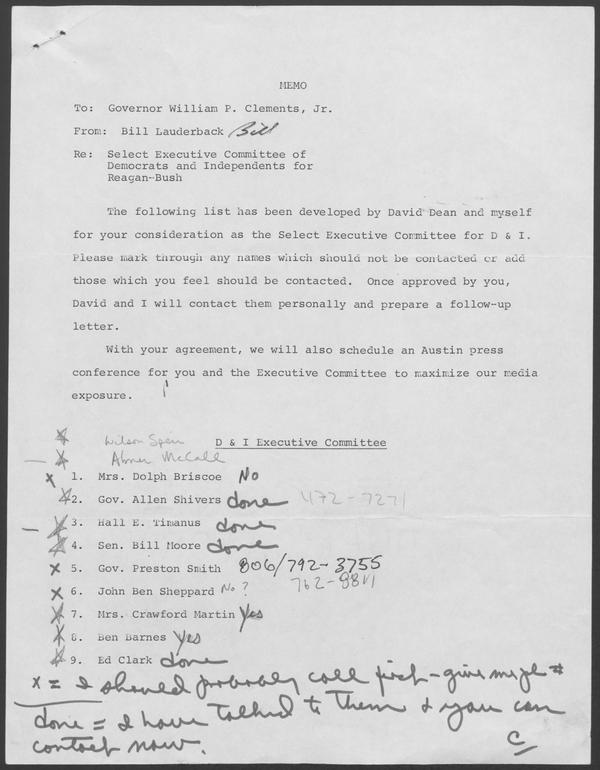 MEMO
To: Governor William P. Clements, Jr.
From: Bill Lauderback Bill
Re: Select Executive Committee of
Democrats and Independents for
Reagan-Bush
The following list has been developed by David Dean and myself
for your consideration as the Select Executive Committee for D & I.
Please mark through any names which should not be contacted or add
those which you feel should be contacted. Once approved by you,
David and I will contact them personally and prepare a follow-up
letter.
With your agreement, we will also schedule an Austin press
conference for you and the Executive Committee to maximize our media
exposure.
Wilson
D & I Executive Committee
Abner McCall
x 1. Mrs. Dolph Briscoe No
2. Gov. Allen Shivers done 472-7271
3. Hall E. Timanus done
4. Sen. Bill Moore done
x 5. Gov. Preston Smith 806/792-3755
x 6. John Ben Sheppard No? 762-8811
x 7. Mrs. Crawford Martin Yes
x 8. Ben Barnes Yes
9. Ed Clark done
x = I should probably call first - give me ph #
done = I have talked to them & you can
contact now.
C